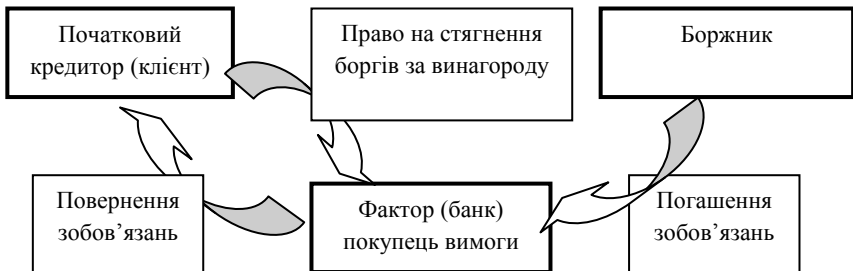 Початковий
кредитор (клієнт)
Право на стягнення
боргів за винагороду
Боржник
Повернення
зобов’язань
Фактор (банк)
покупець вимоги
Погашення
зобов’язань